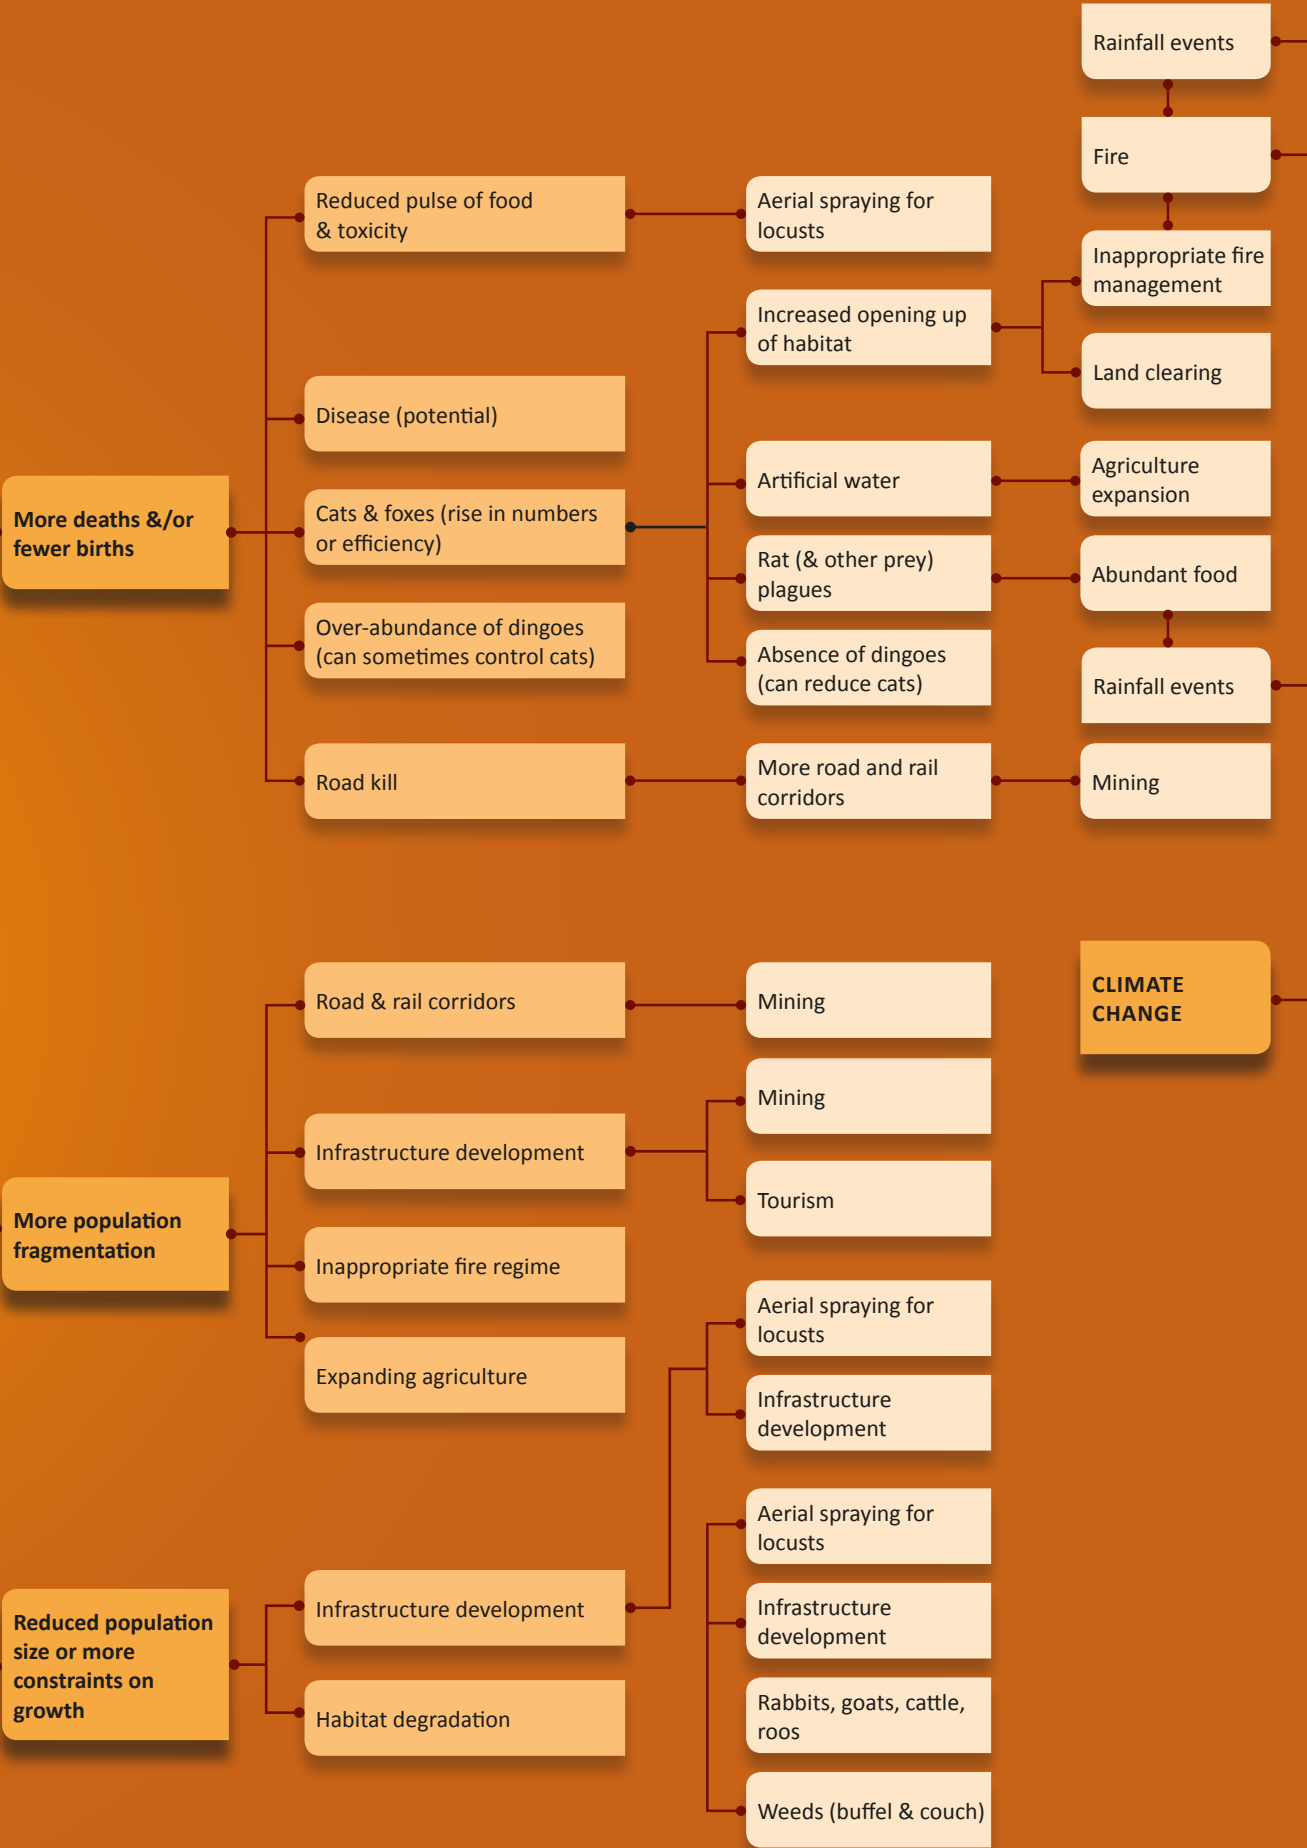 Rainfall events
Fire
Reduced pulse of food
& toxicity
Aerial spraying for
locusts
Inappropriate fire
management
Increased opening up
of habitat
Land clearing
Disease (potential)
Artificial water
Agriculture
expansion
More deaths &/or
fewer births
Cats & foxes (rise in numbers
or efficiency)
Rat (& other prey)
plagues
Abundant food
Over-abundance of dingoes
(can sometimes control cats)
Absence of dingoes
(can reduce cats)
Rainfall events
Road kill
More road and rail
corridors
Mining
Road & rail corridors
Mining
CLIMATE
CHANGE
Mining
Infrastructure development
Tourism
More population
fragmentation
Inappropriate fire regime
Aerial spraying for
locusts
Expanding agriculture
Infrastructure
development
Aerial spraying for
locusts
Reduced population
size or more
constraints on
growth
Infrastructure development
Infrastructure
development
Habitat degradation
Rabbits, goats, cattle,
roos
Weeds (buffel & couch)